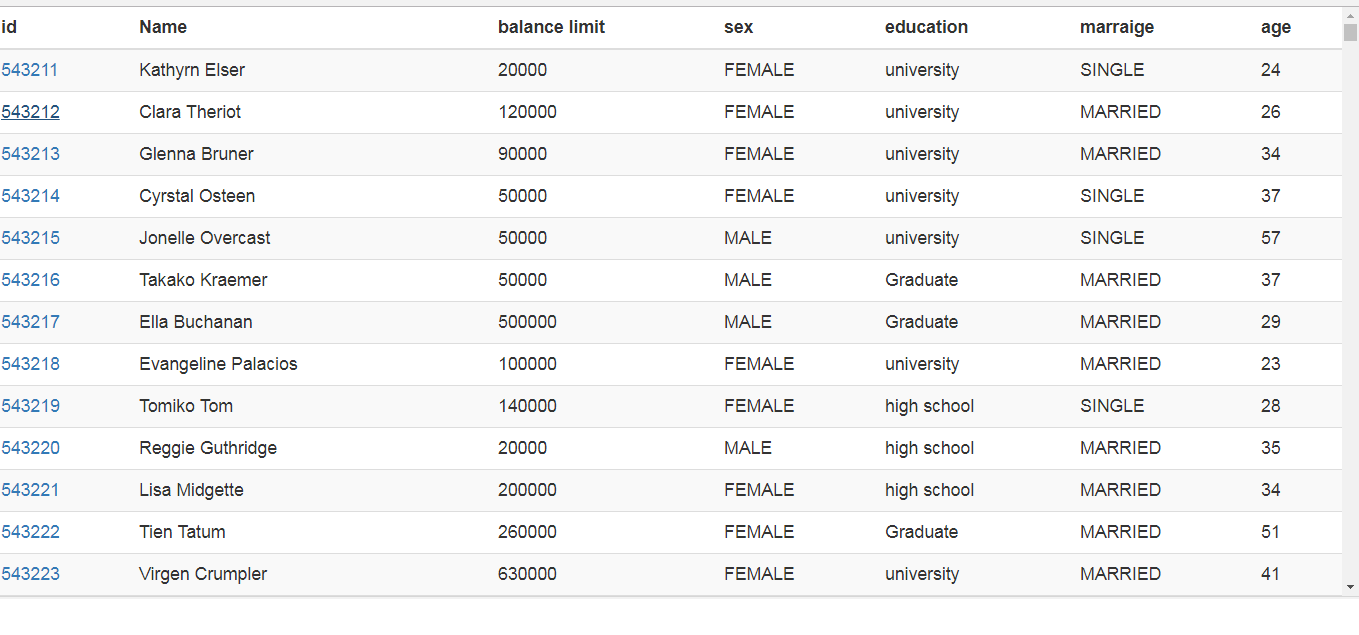 id Name balance limit sex education marraige age
543211 Kathyrn Elser 20000 FEMALE university SINGLE 24
543212 Clara Theriot 120000 FEMALE university MARRIED 26
543213 Glenna Bruner 90000 FEMALE university MARRIED 34
543214 Cyrstal Osteen 50000 FEMALE university SINGLE 37
543215 Jonelle Overcast 50000 MALE university SINGLE 57
543216 Takako Kraemer 50000 MALE Graduate MARRIED 37
543217 Ella Buchanan 500000 MALE Graduate MARRIED 29
543218 Evangeline Palacios 100000 FEMALE university MARRIED 23
543219 Tomiko Tom 140000 FEMALE high school SINGLE 28
543220 Reggie Guthridge 20000 MALE high school MARRIED 35
543221 Lisa Midgette 200000 FEMALE high school MARRIED 34
543222 Tien Tatum 260000 FEMALE Graduate MARRIED 51
543223 Virgen Crumpler 630000 FEMALE university MARRIED 41